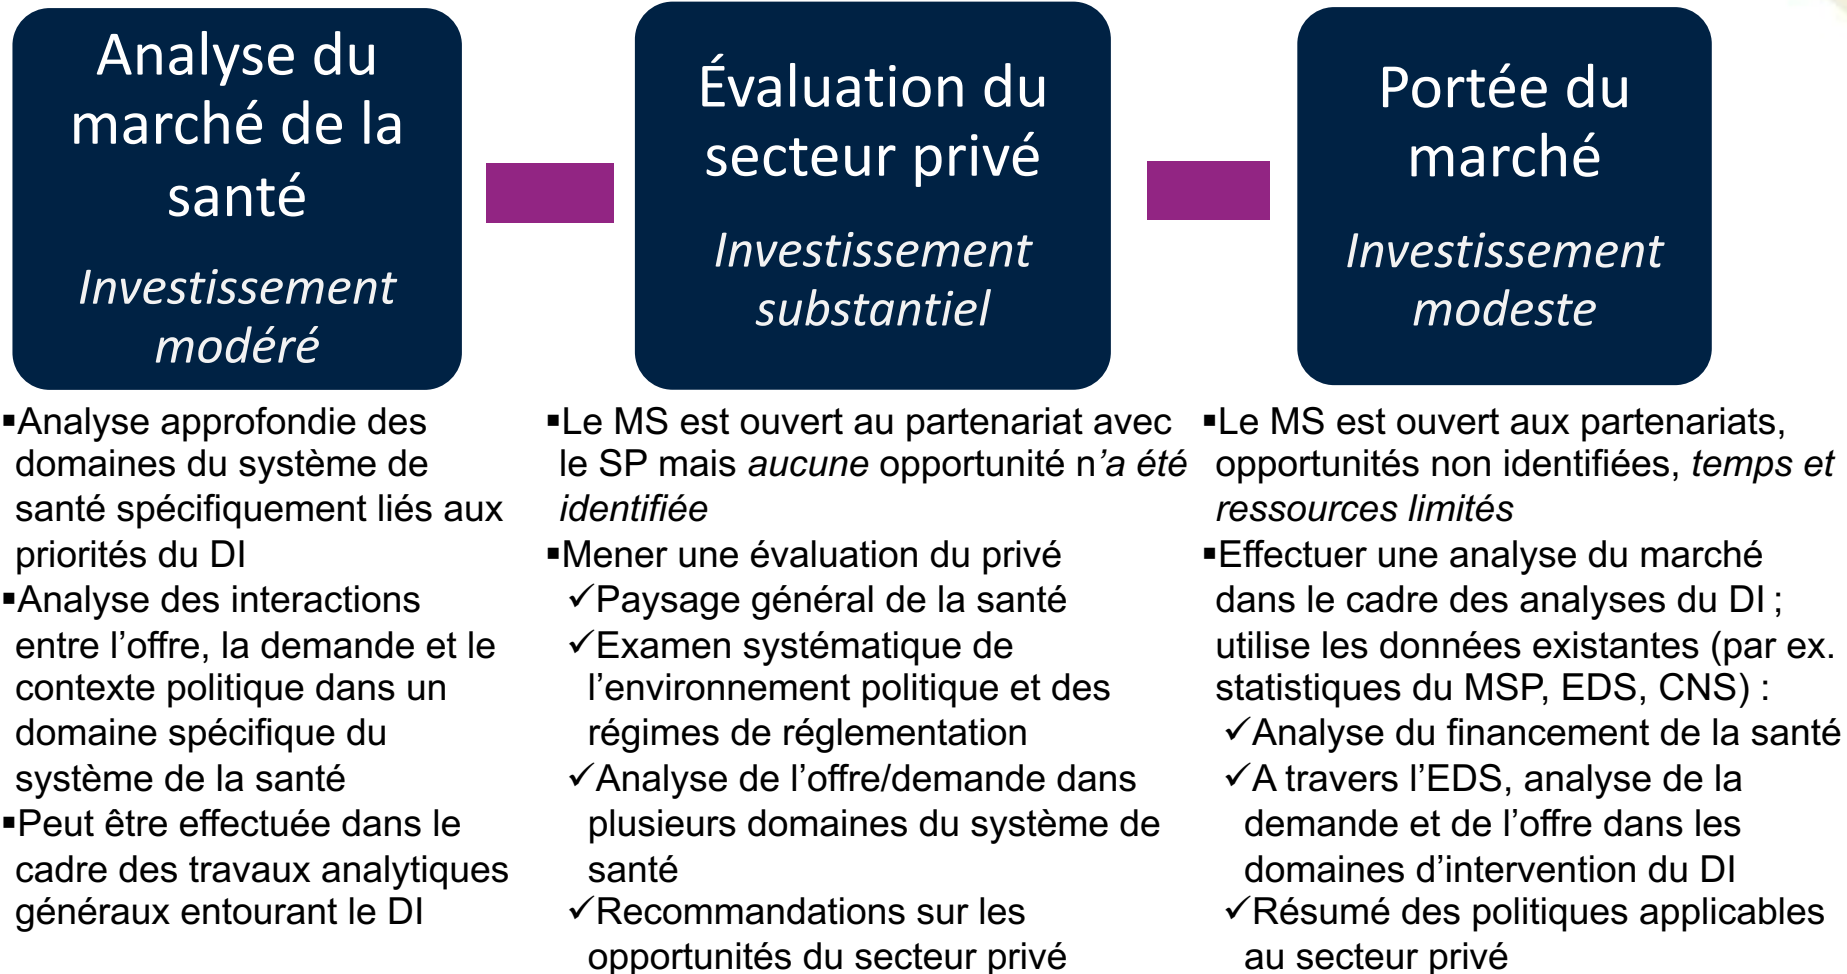 Analyse du
marché de la
santé
Investissement
modéré
▪Analyse approfondie des
domaines du système de
santé spécifiquement liés aux
priorités du DI
▪Analyse des interactions
entre l’offre, la demande et le
contexte politique dans un
domaine spécifique du
système de la santé
▪Peut être effectuée dans le
cadre des travaux analytiques
généraux entourant le DI
Évaluation du
secteur privé
Investissement
substantiel
▪Le MS est ouvert au partenariat avec
le SP mais aucune opportunité n’a été
identifiée
▪Mener une évaluation du privé
✓Paysage général de la santé
✓Examen systématique de
l’environnement politique et des
régimes de réglementation
✓Analyse de l’offre/demande dans
plusieurs domaines du système de
santé
✓Recommandations sur les
opportunités du secteur privé
Portée du
marché
Investissement
modeste
▪Le MS est ouvert aux partenariats,
opportunités non identifiées, temps et
ressources limités
▪Effectuer une analyse du marché
dans le cadre des analyses du DI ;
utilise les données existantes (par ex.
statistiques du MSP, EDS, CNS) :
✓Analyse du financement de la santé
✓A travers l’EDS, analyse de la
demande et de l’offre dans les
domaines d’intervention du DI
✓Résumé des politiques applicables
au secteur privé